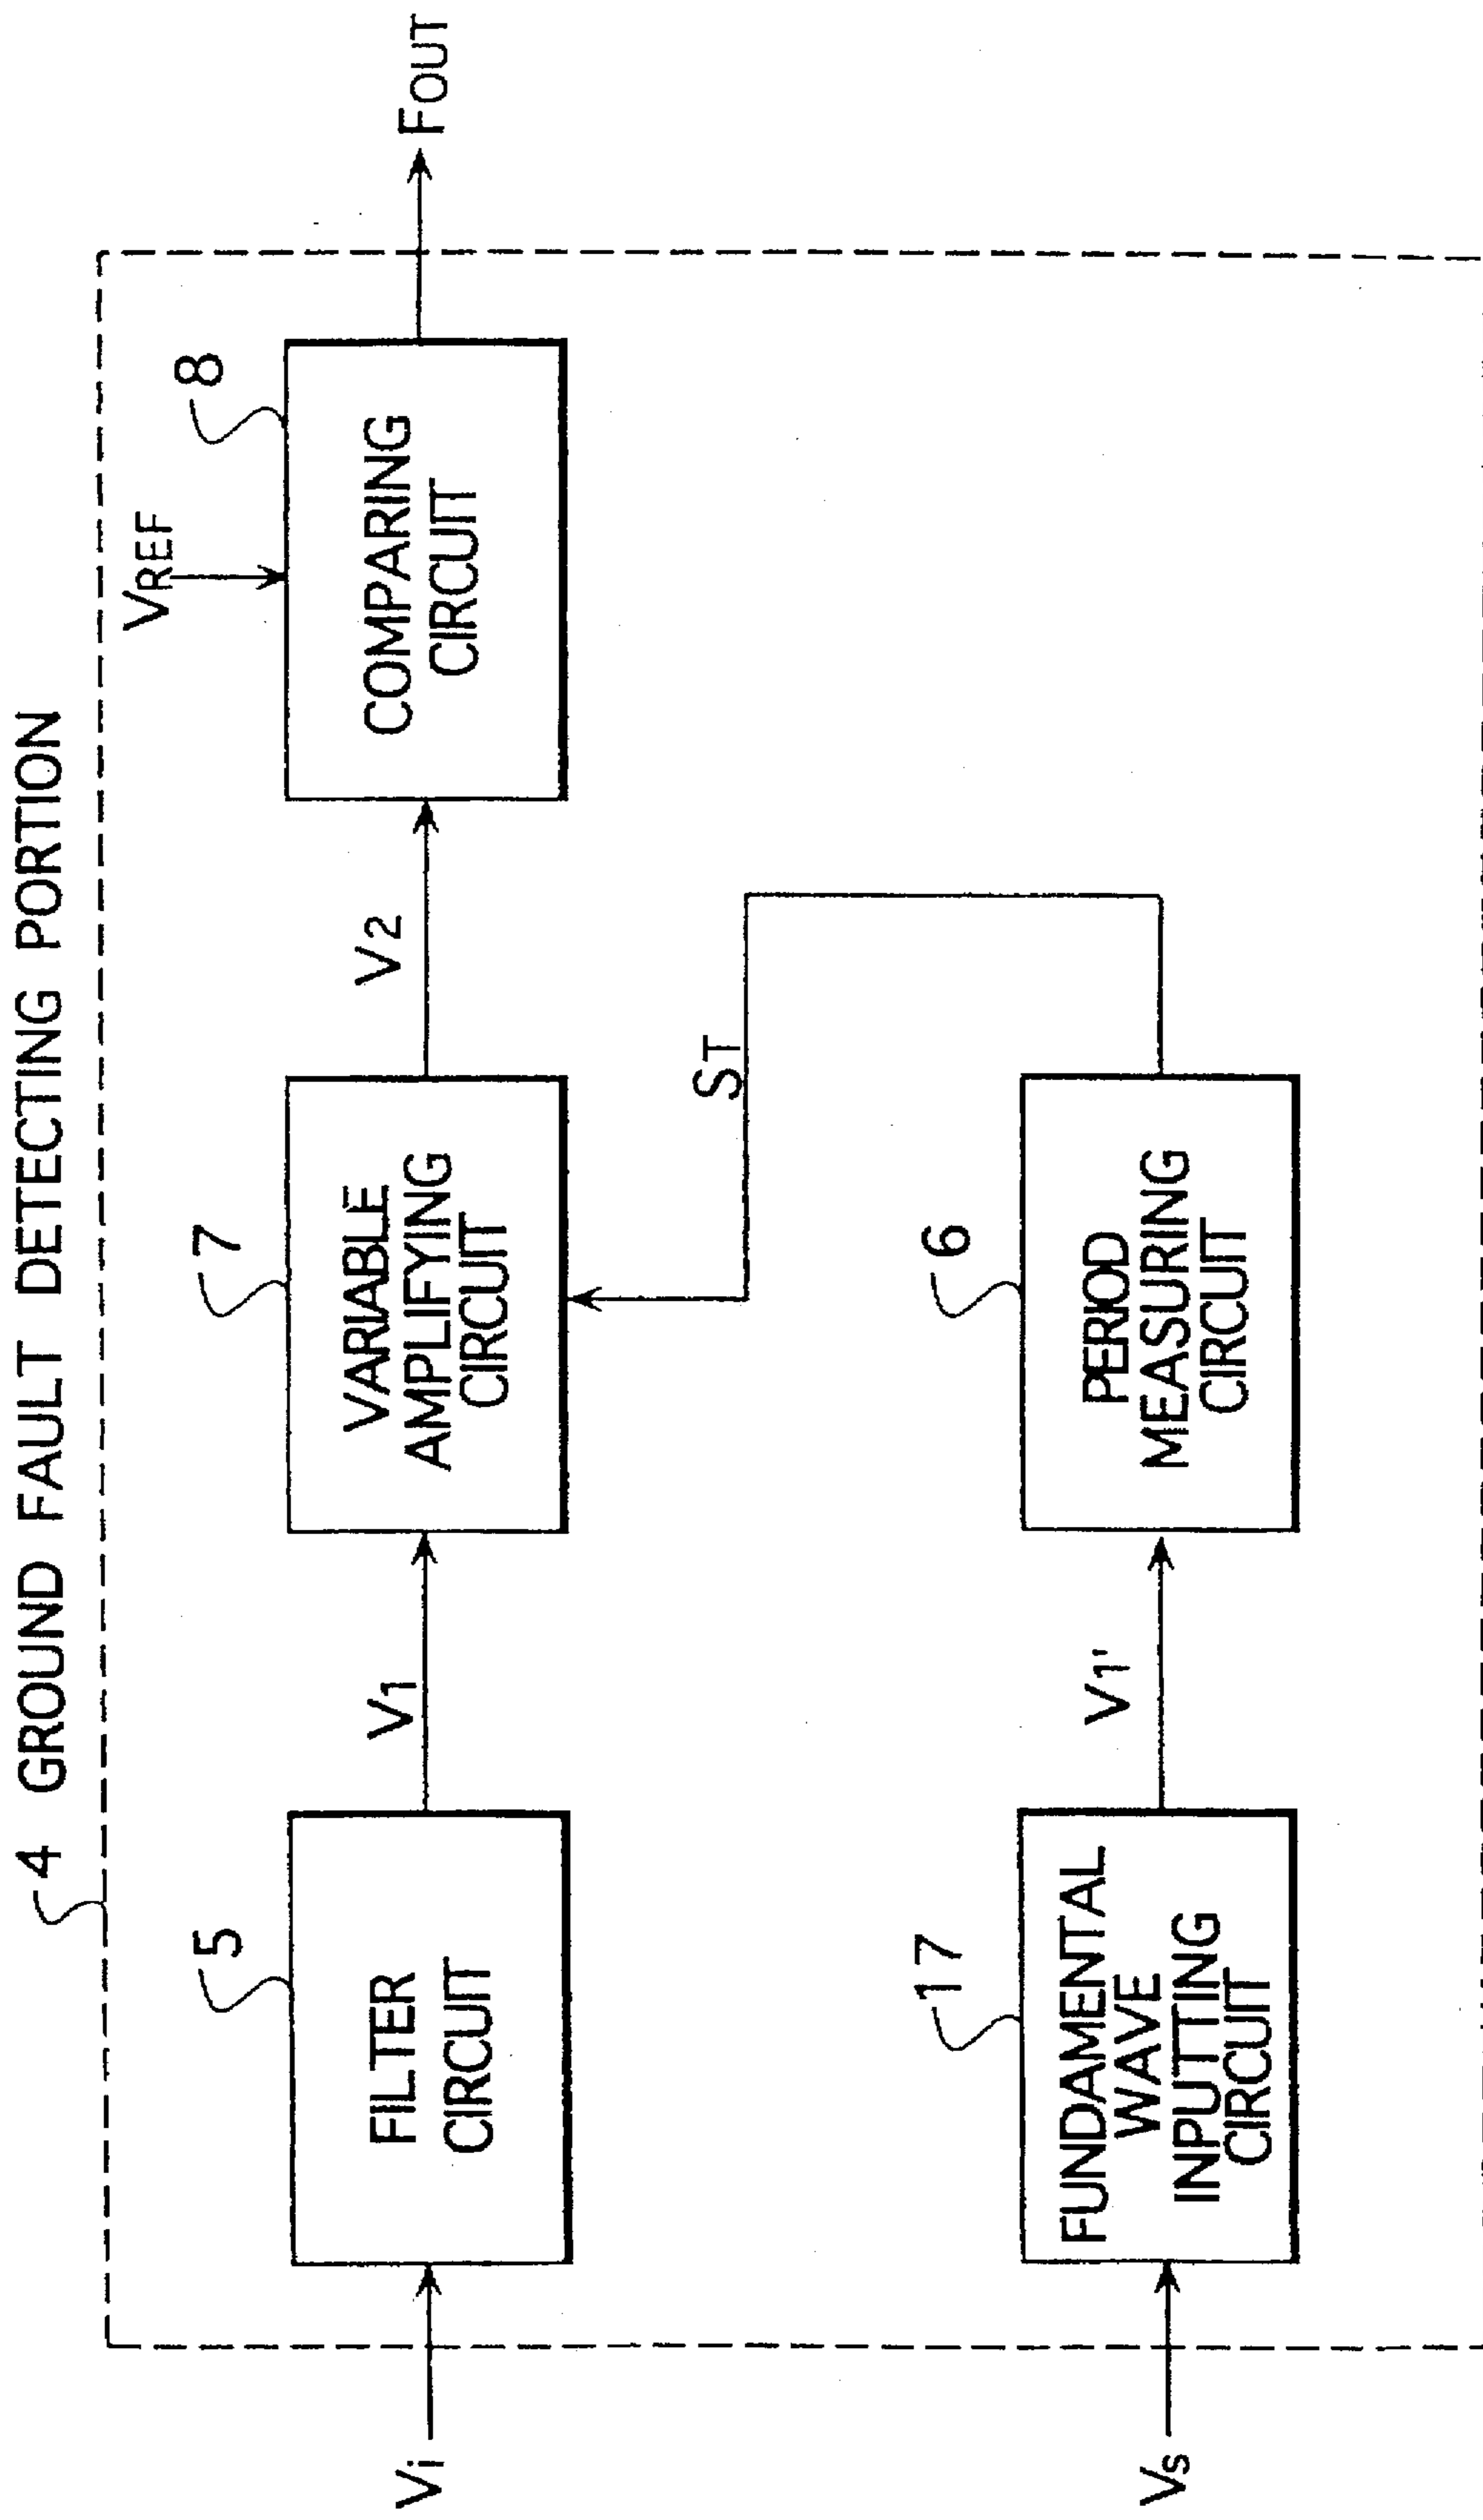 4 GROUND FAULT DETECTING PORTION
VREF
8
COMPARING
CIRCUIT
FOUT
V2
7
VARIABLE
AMPLIFYING
CIRCUIT
V1
5
FILTER
CIRCUIT
Vi
ST
6
PERIOD
MEASURING
CIRCUIT
V1'
17
FUNDAMENTAL
WAVE
INPUTTING
CIRCUIT
Vs